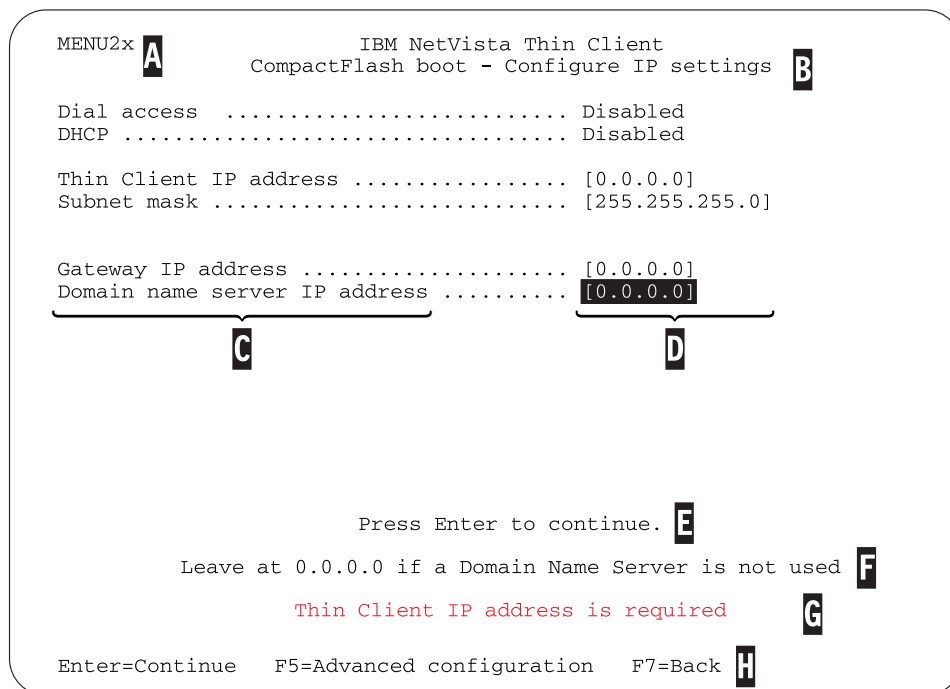 MENU2x A IBM NetVista Thin Client
CompactFlash boot - Configure IP settings B
Dial access ........................... Disabled
DHCP ................................... Disabled
Thin Client IP address ................. [0.0.0.0]
Subnet mask ............................ [255.255.255.0]
Gateway IP address ..................... [0.0.0.0]
Domain name server IP address .......... [0.0.0.0]
C D
Press Enter to continue. E
Leave at 0.0.0.0 if a Domain Name Server is not used F
Thin Client IP address is required G
Enter=Continue F5=Advanced configuration F7=Back H